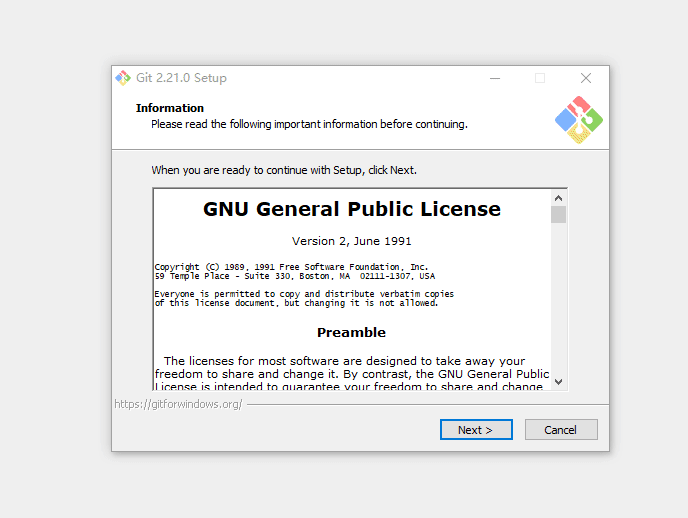 Git 2.21.0 Setup
Information
Please read the following important information before continuing.
When you are ready to continue with Setup, click Next.
GNU General Public License
Version 2, June 1991
Copyright (C) 1989, 1991 Free Software Foundation, Inc.
59 Temple Place - Suite 330, Boston, MA  02111-1307, USA
Everyone is permitted to copy and distribute verbatim copies
of this license document, but changing it is not allowed.
Preamble
The licenses for most software are designed to take away your
freedom to share and change it. By contrast, the GNU General Public
License is intended to guarantee your freedom to share and change
https://gitforwindows.org/
Next >
Cancel